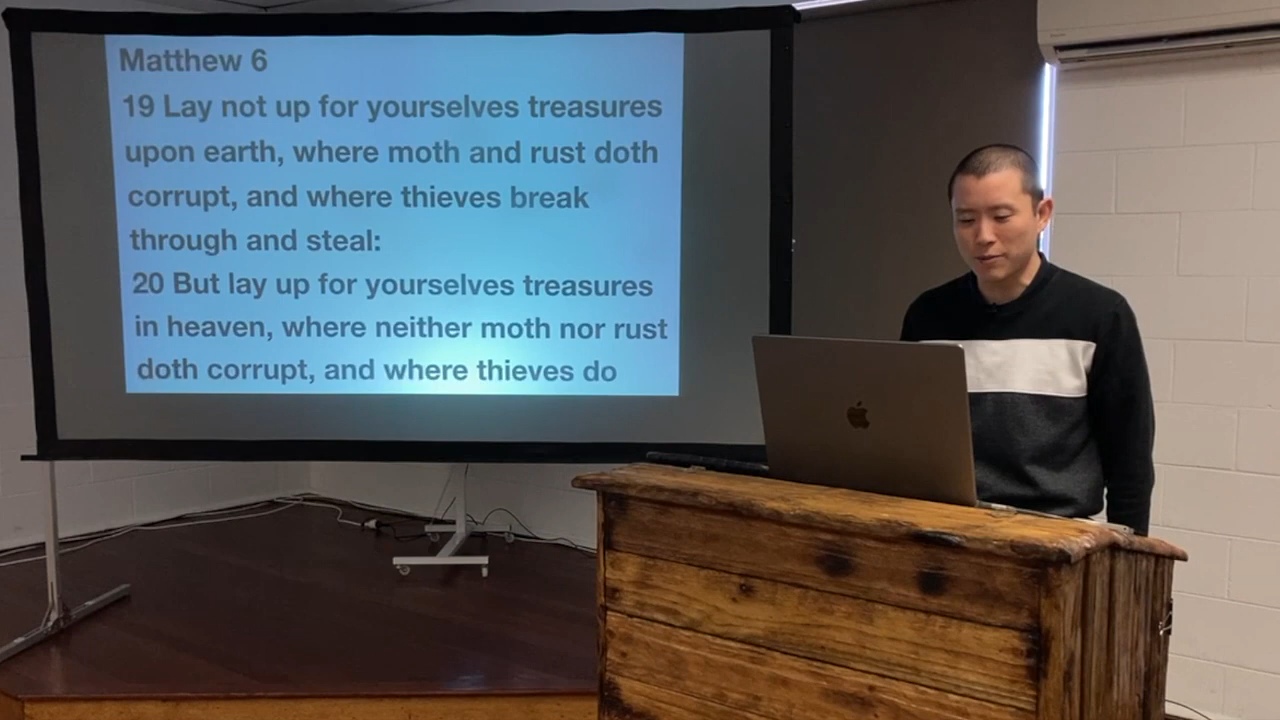 Matthew 6
19 Lay not up for yourselves treasures
upon earth, where moth and rust doth
corrupt, and where thieves break
through and steal:
20 But lay up for yourselves treasures
in heaven, where neither moth nor rust
doth corrupt, and where thieves do